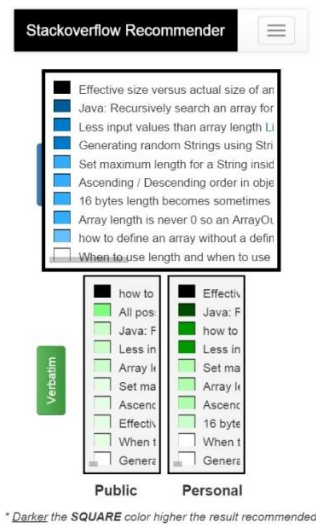 Stackoverflow Recommender
Effective size versus actual size of an
Java: Recursively search an array for
Less input values than array length Li
Generating random Strings using Stri
Set maximum length for a String insid
Ascending / Descending order in obje
16 bytes length becomes sometimes
Array length is never 0 so an ArrayOu
how to define an array without a defin
When to use length and when to use
Verbatim
how to
All pos
Java: F
Less in
Array le
Set ma
Ascenc
Effectiv
When t
Genera
Public
Effectiv
Java: F
how to
Less in
Set ma
Array le
Ascenc
16 byte
When t
Genera
Personal
* Darker the SQUARE color higher the result recommended